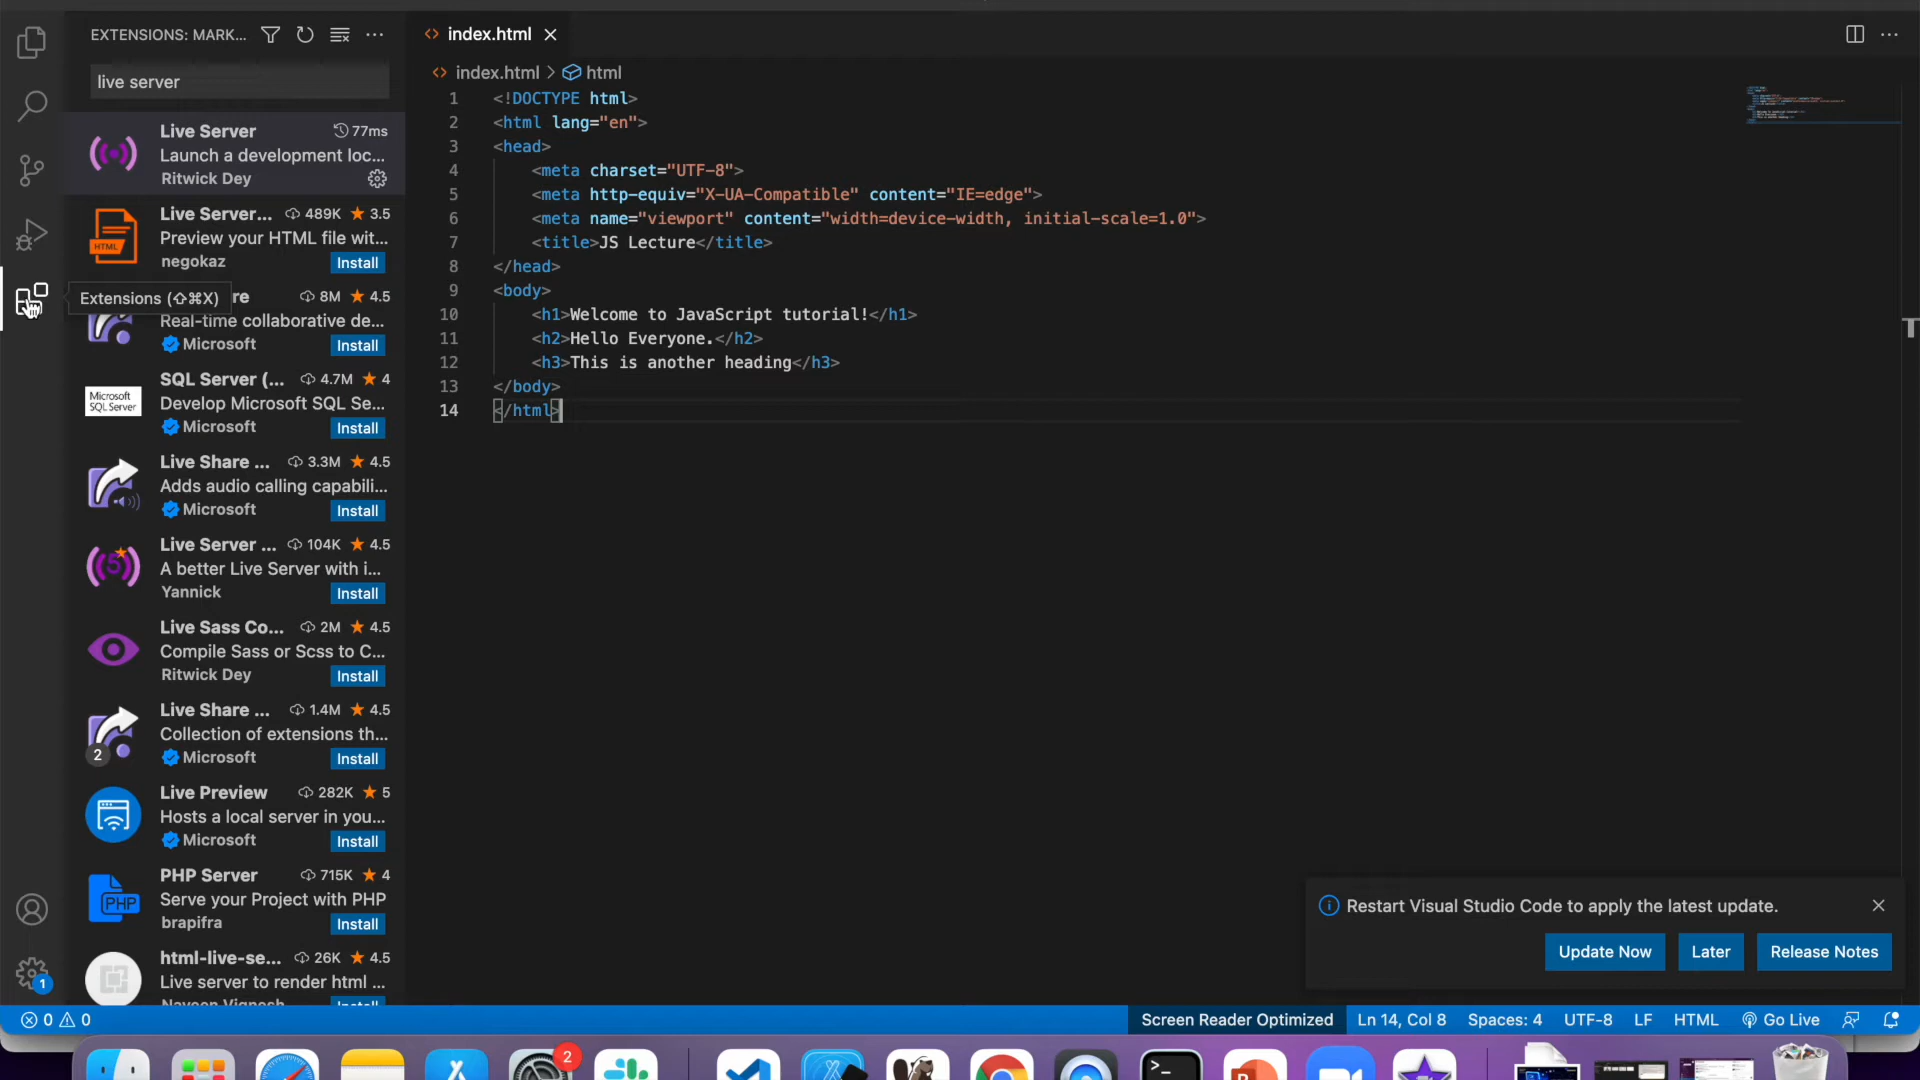 EXTENSIONS: MARK...
live server
Live Server 77ms
Launch a development loc...
Ritwick Dey
Live Server... 489K 3.5
Preview your HTML file wit...
negokaz Install
Extensions (⇧⌘X)
re 8M 4.5
Real-time collaborative de...
Microsoft Install
SQL Server (... 4.7M 4
Develop Microsoft SQL Se...
Microsoft Install
Microsoft
SQL Server
Live Share ... 3.3M 4.5
Adds audio calling capabili...
Microsoft Install
Live Server ... 104K 4.5
A better Live Server with i...
Yannick Install
Live Sass Co... 2M 4.5
Compile Sass or Scss to C...
Ritwick Dey Install
Live Share ... 1.4M 4.5
Collection of extensions th...
2 Microsoft Install
Live Preview 282K 5
Hosts a local server in you...
Microsoft Install
PHP Server 715K 4
Serve your Project with PHP
brapifra Install
PHP
HTML
html-live-se... 26K 4.5
Live server to render html ...
Naveen Vignesh Install
1
index.html
index.html > html
1 <!DOCTYPE html>
2 <html lang="en">
3 <head>
4 <meta charset="UTF-8">
5 <meta http-equiv="X-UA-Compatible" content="IE=edge">
6 <meta name="viewport" content="width=device-width, initial-scale=1.0">
7 <title>JS Lecture</title>
8 </head>
9 <body>
10 <h1>Welcome to JavaScript tutorial!</h1>
11 <h2>Hello Everyone.</h2>
12 <h3>This is another heading</h3>
13 </body>
14 </html>
Restart Visual Studio Code to apply the latest update.
Update Now Later Release Notes
0 0
Screen Reader Optimized Ln 14, Col 8 Spaces: 4 UTF-8 LF HTML Go Live
2